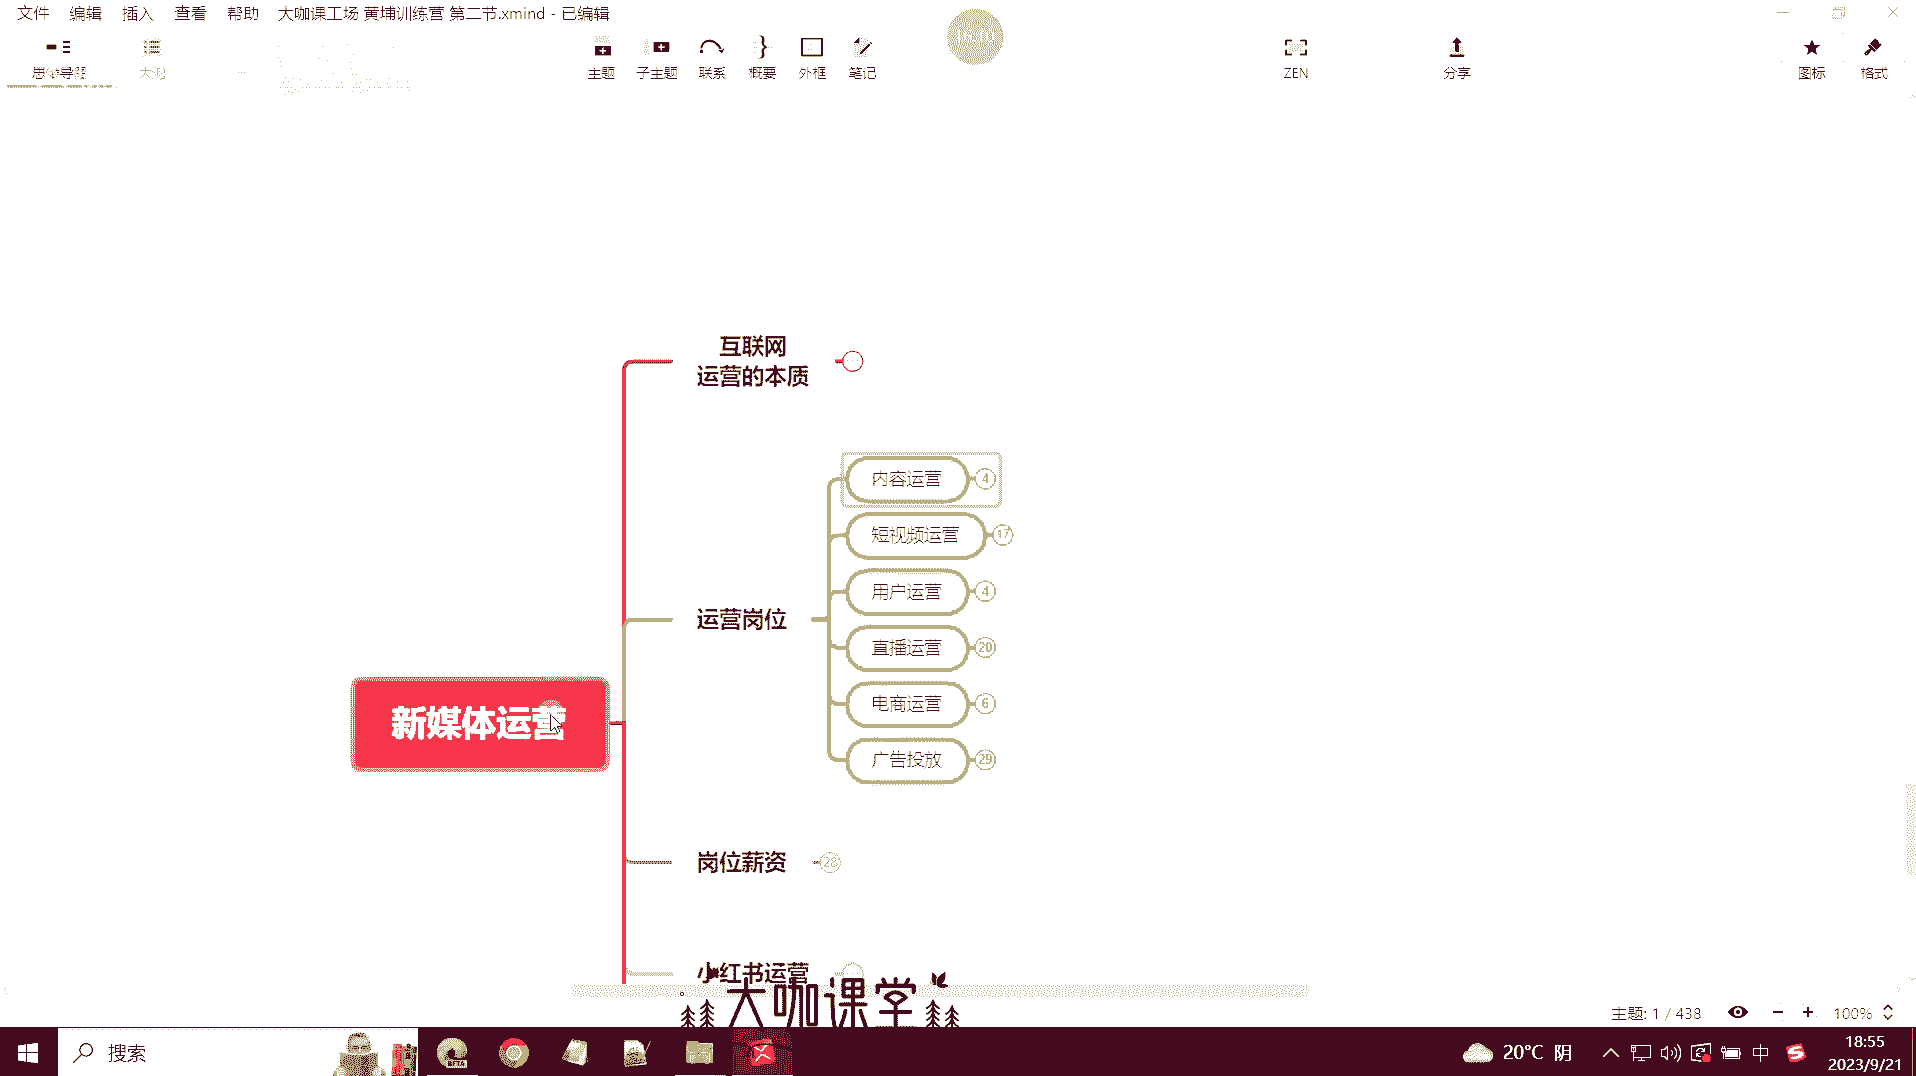 文件 编辑 插入 查看 帮助 大咖课工场 黄埔训练营 第二节.xmind - 已编辑
思维导图 大纲 主题 子主题 联系 概要 外框 笔记 ZEN 分享 图标 格式
互联网
运营的本质
内容运营 4
短视频运营 17
用户运营 4
运营岗位
直播运营 20
电商运营 6
新媒体运营
广告投放 29
岗位薪资 28
小红书运营
大咖课堂
主题: 1 / 438 100%
搜索
20°C 阴
中
18:55
2023/9/21